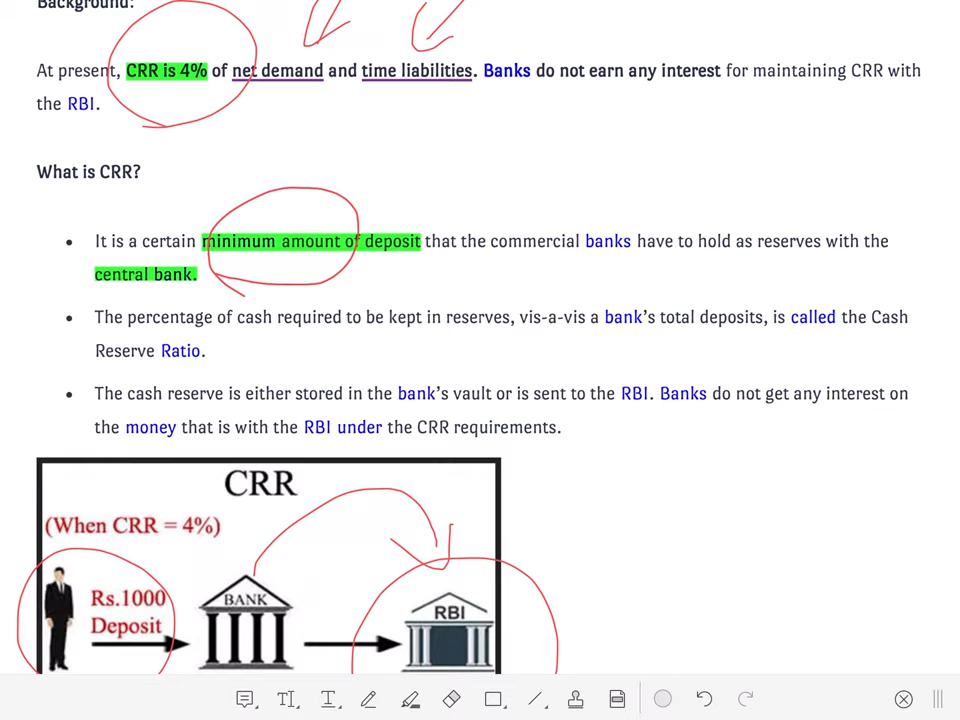 Background:
At present, CRR is 4% of net demand and time liabilities. Banks do not earn any interest for maintaining CRR with
the RBI.
What is CRR?
• It is a certain minimum amount of deposit that the commercial banks have to hold as reserves with the
central bank.
• The percentage of cash required to be kept in reserves, vis-a-vis a bank’s total deposits, is called the Cash
Reserve Ratio.
• The cash reserve is either stored in the bank’s vault or is sent to the RBI. Banks do not get any interest on
the money that is with the RBI under the CRR requirements.
CRR
(When CRR = 4%)
Rs.1000
Deposit
BANK
RBI